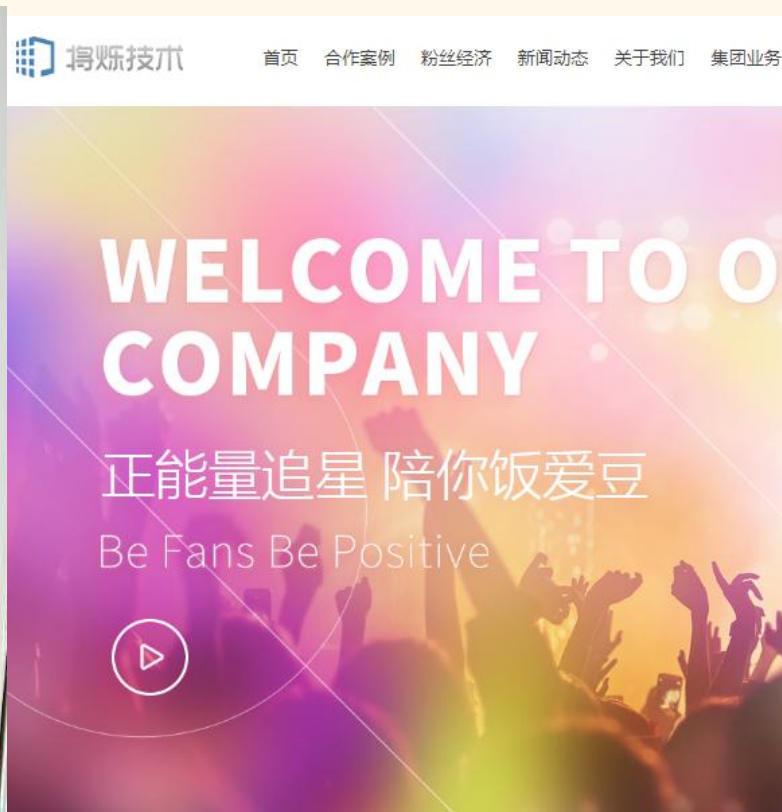 将烁技术
首页 合作案例 粉丝经济 新闻动态 关于我们 集团业务
WELCOME TO O
COMPANY
正能量追星 陪你饭爱豆
Be Fans Be Positive